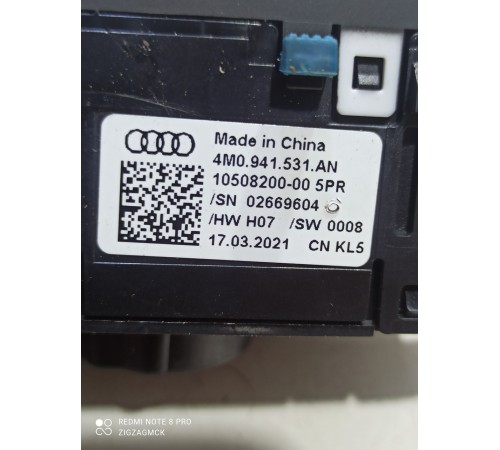 Made in China
4M0.941.531.AN
10508200-00 5PR
/SN 02669604
/HW H07 /SW 0008
17.03.2021 CN KL5
REDMI NOTE 8 PRO
ZIGZAGMCK